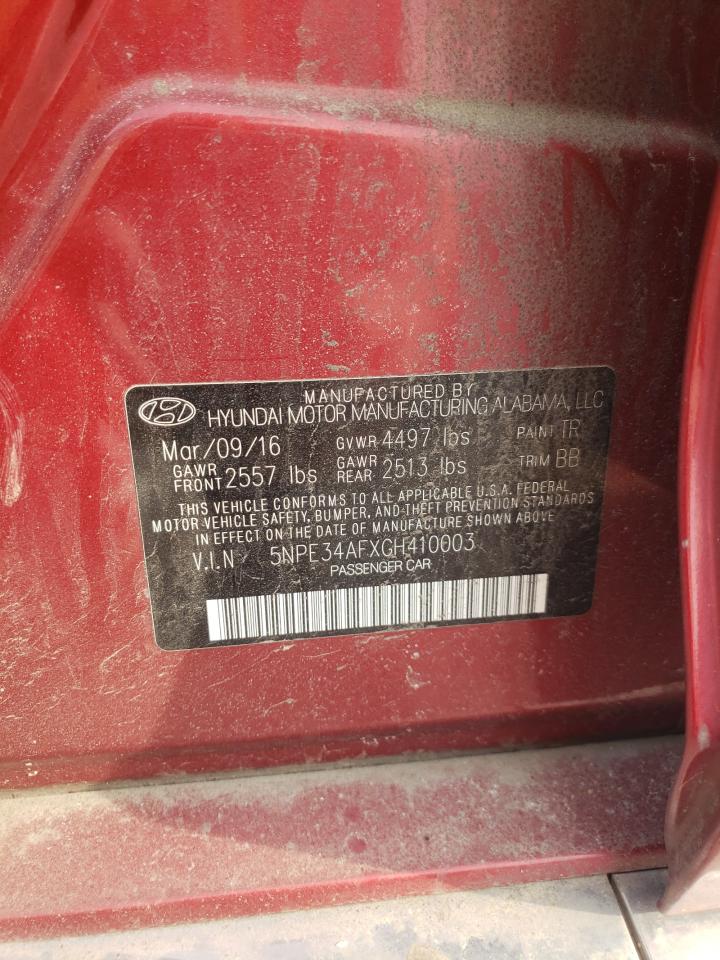 MANUFACTURED BY
HYUNDAI MOTOR MANUFACTURING ALABAMA, LLC
Mar/09/16 GVWR 4497 lbs PAINT TR
GAWR FRONT 2557 lbs GAWR REAR 2513 lbs TRIM BB
THIS VEHICLE CONFORMS TO ALL APPLICABLE U.S.A. FEDERAL
MOTOR VEHICLE SAFETY, BUMPER, AND THEFT PREVENTION STANDARDS
IN EFFECT ON THE DATE OF MANUFACTURE SHOWN ABOVE
V.I.N 5NPE34AFXGH410003
PASSENGER CAR